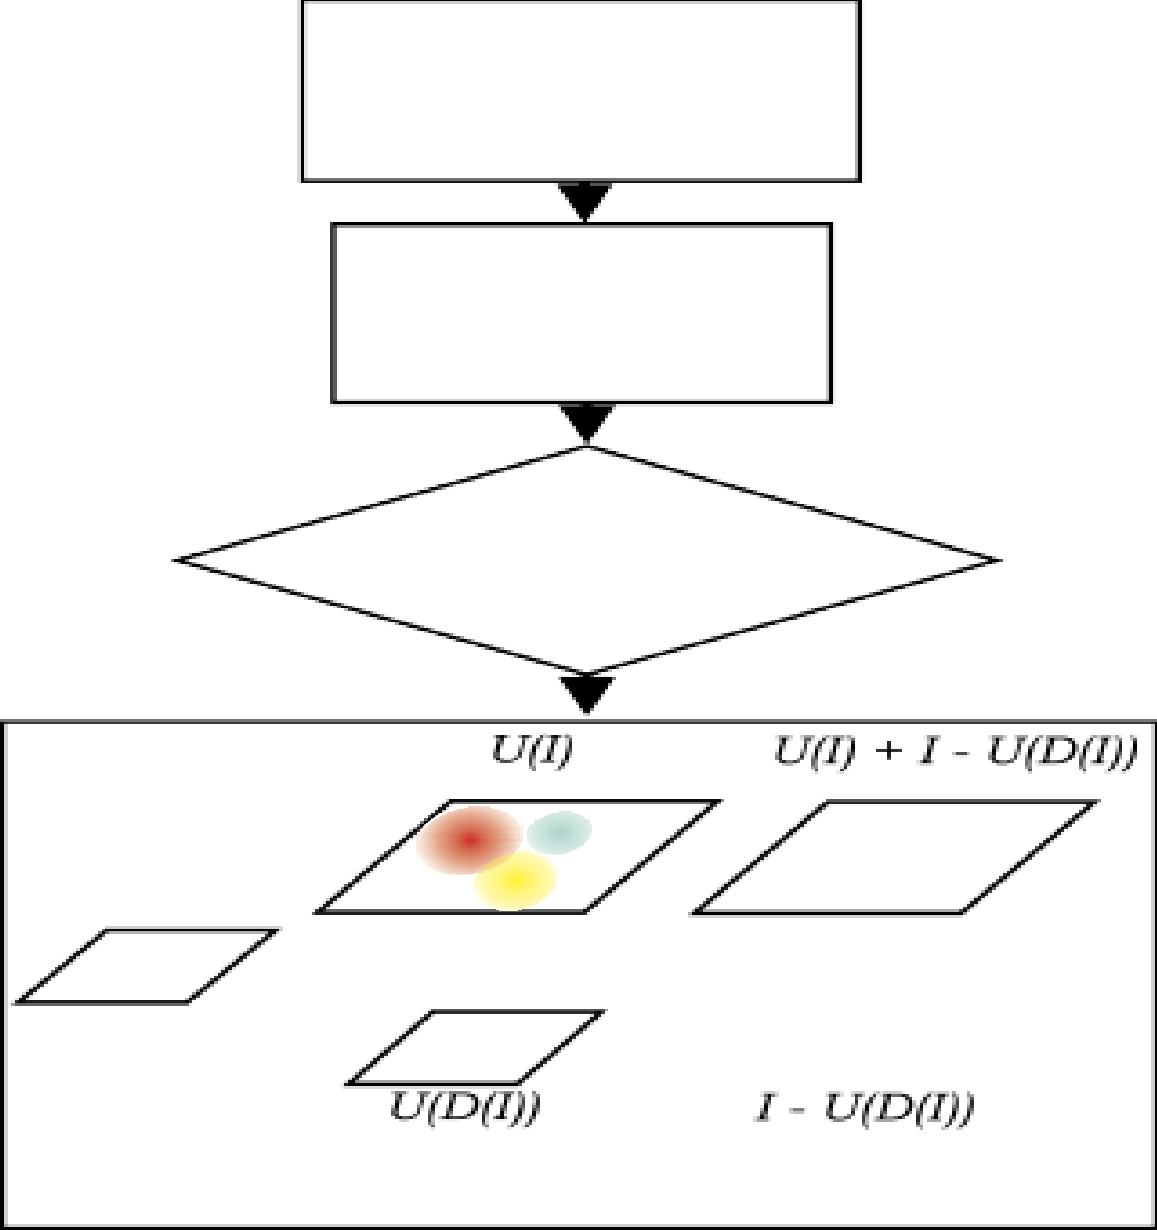 U(I)
U(I) + I - U(D(I))
U(D(I))
I - U(D(I))